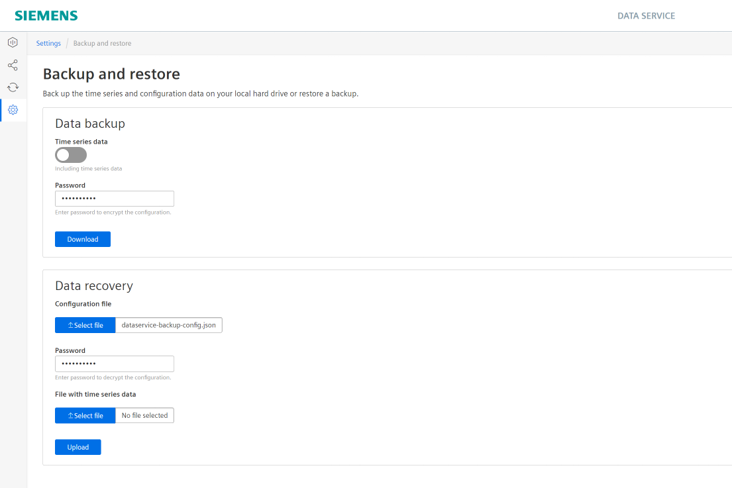 SIEMENS
DATA SERVICE
Settings / Backup and restore
Backup and restore
Back up the time series and configuration data on your local hard drive or restore a backup.
Data backup
Time series data
Including time series data
Password
••••••••••
Enter password to encrypt the configuration.
Download
Data recovery
Configuration file
Select file dataservice-backup-config.json
Password
••••••••••
Enter password to decrypt the configuration.
File with time series data
Select file No file selected
Upload